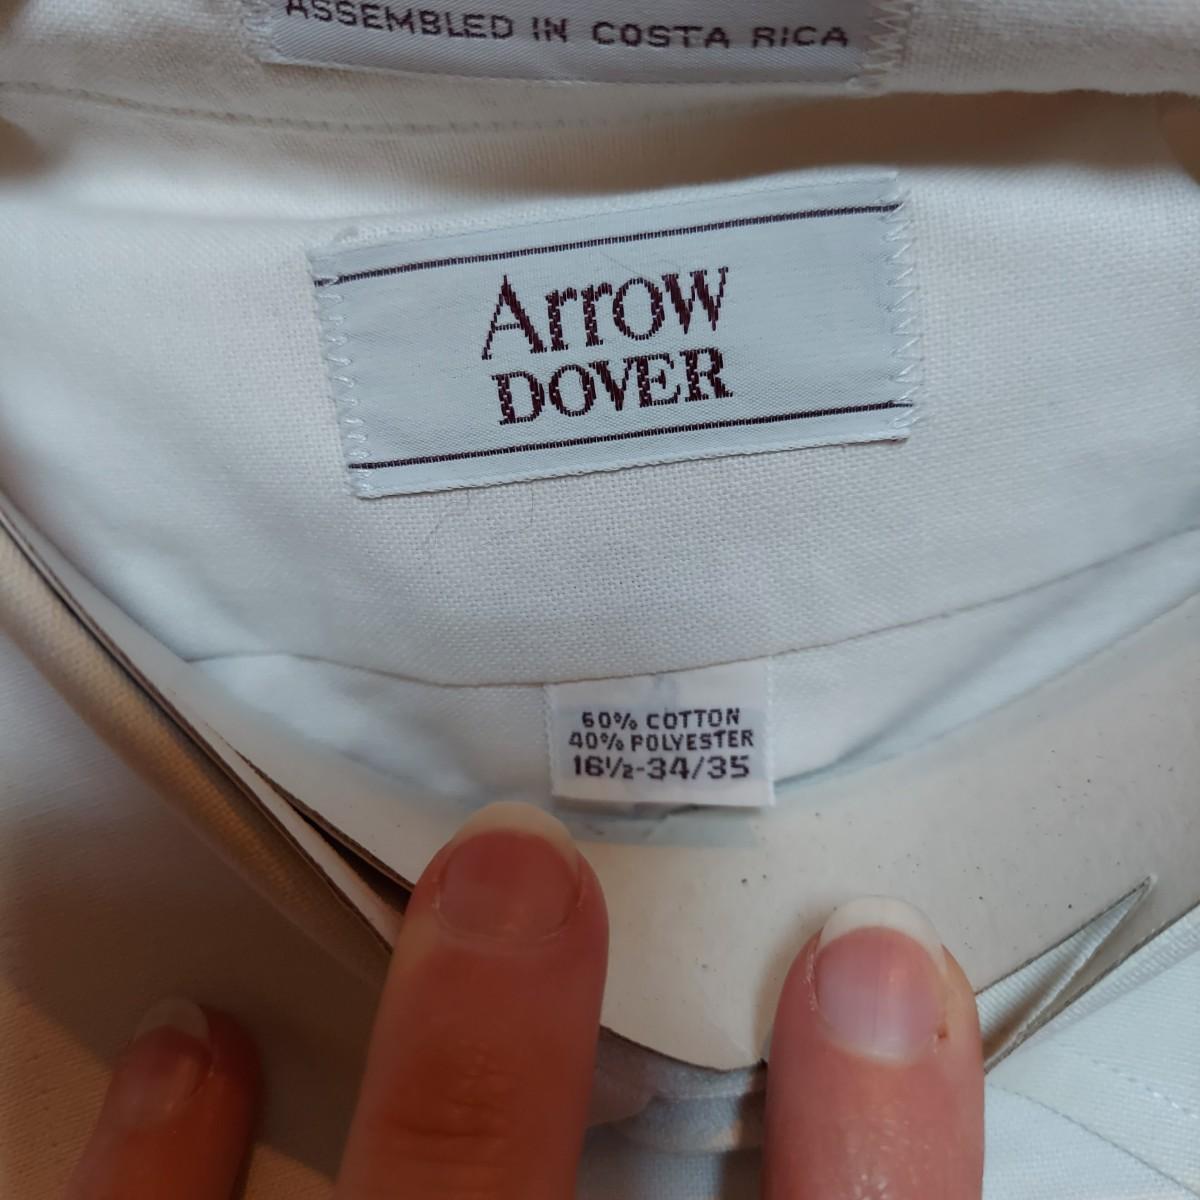 ASSEMBLED IN COSTA RICA
Arrow
DOVER
60% COTTON
40% POLYESTER
16½-34/35